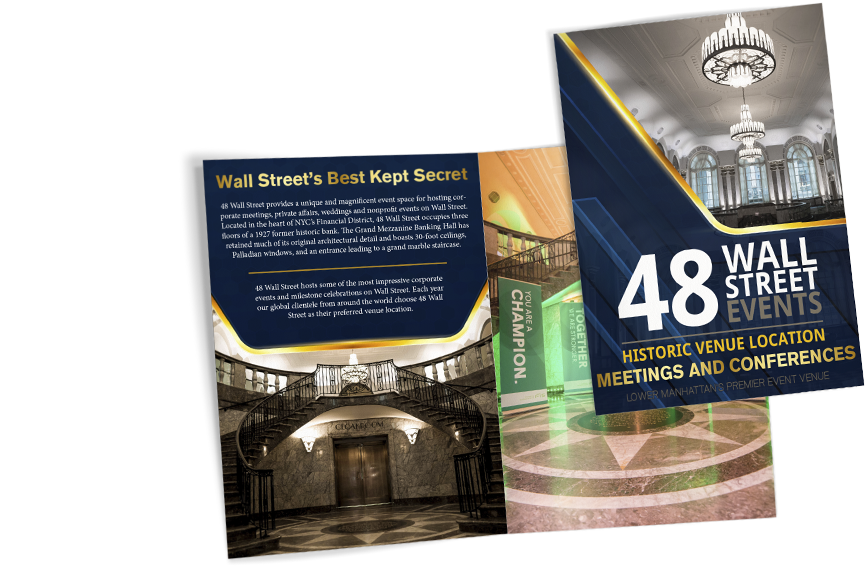 Wall Street's Best Kept Secret
48 Wall Street provides a unique and magnificent event space for hosting cor-
porate meetings, private affairs, weddings and nonprofit events on Wall Street.
Located in the heart of NYC's Financial District, 48 Wall Street occupies three
floors of a 1927 former historic bank. The Grand Mezzanine Banking Hall has
retained much of its original architectural detail and boasts 30-foot ceilings,
Palladian windows, and an entrance leading to a grand marble staircase.
48 Wall Street hosts some of the most impressive corporate
events and milestone celebrations on Wall Street. Each year
our global clientele from around the world choose 48 Wall
Street as their preferred venue location.
YOU ARE A
CHAMPION.
TOGETHER
48 WALL
STREET
EVENTS
HISTORIC VENUE LOCATION
MEETINGS AND CONFERENCES
LOWER MANHATTAN'S PREMIER EVENT VENUE